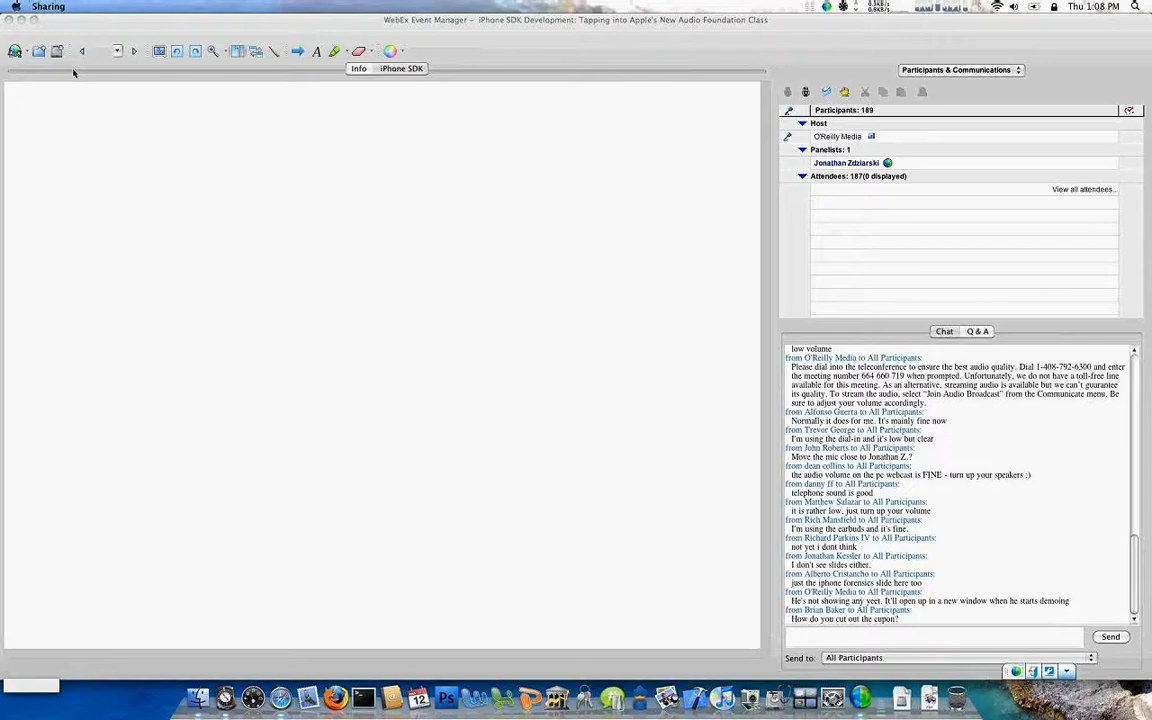 Sharing
Thu 1:08 PM
WebEx Event Manager - iPhone SDK Development: Tapping into Apple's New Audio Foundation Class
Info
iPhone SDK
Participants & Communications
Participants: 189
Host
O'Reilly Media
Panelists: 1
Jonathan Zdziarski
Attendees: 187(0 displayed)
View all attendees...
Chat
Q & A
low volume
from O'Reilly Media to All Participants:
Please dial into the teleconference to ensure the best audio quality. Dial 1-408-792-6300 and enter
the meeting number 664 660 719 when prompted. Unfortunately, we do not have a toll-free line
available for this meeting. As an alternative, streaming audio is available but we can't guarantee
its quality. To stream the audio, select "Join Audio Broadcast" from the Communicate menu. Be
sure to adjust your volume accordingly.
from Alfonso Guerra to All Participants:
Normally it does for me. It's mainly fine now
from Trevor George to All Participants:
I'm using the dial-in and it's low but clear
from John Roberts to All Participants:
Move the mic close to Jonathan Z.?
from dean collins to All Participants:
the audio volume on the pc webcast is FINE - turn up your speakers :)
from danny ff to All Participants:
telephone sound is good
from Matthew Salazar to All Participants:
it is rather low, just turn up your volume
from Rich Mansfield to All Participants:
I'm using the earbuds and it's fine.
from Richard Parkins IV to All Participants:
not yet i dont think
from Jonathan Kessler to All Participants:
I don't see slides either.
from Alberto Cristancho to All Participants:
just the iphone forensics slide here too
from O'Reilly Media to All Participants:
He's not showing any yeet. It'll open up in a new window when he starts demoing
from Brian Baker to All Participants:
How do you cut out the cupon?
Send
Send to: All Participants
12
Ps